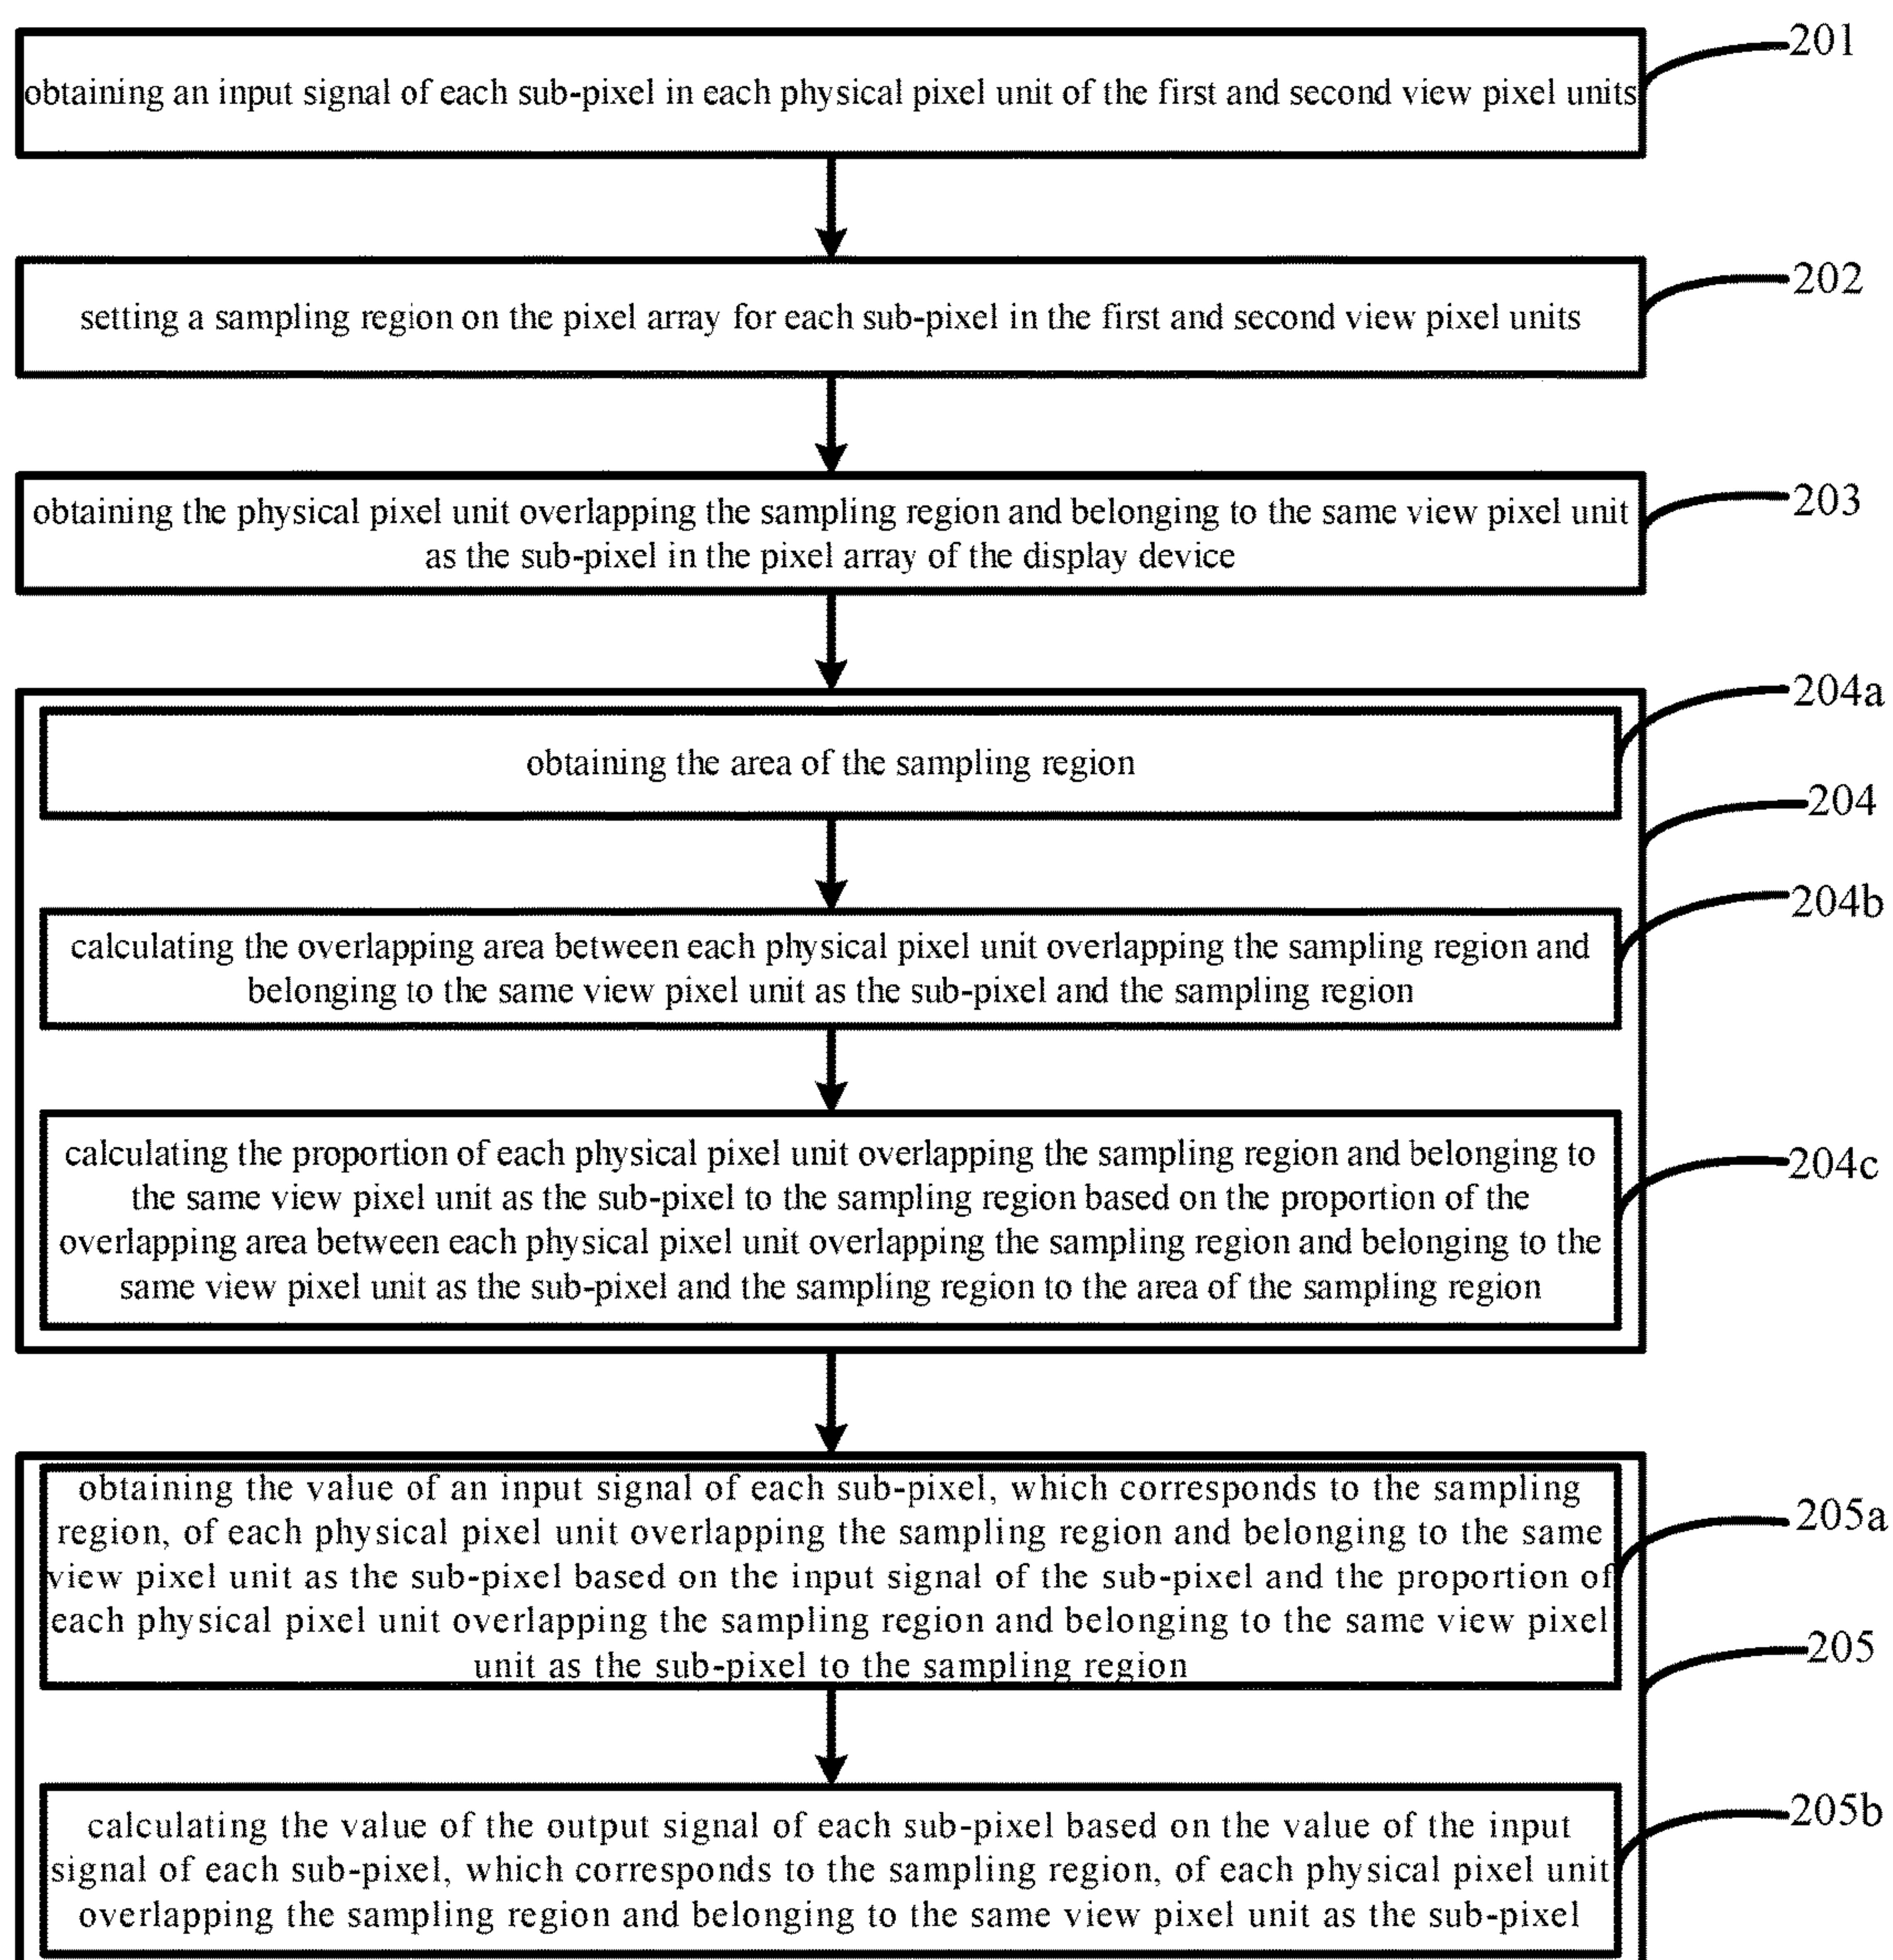 obtaining an input signal of each sub-pixel in each physical pixel unit of the first and second view pixel units
201
setting a sampling region on the pixel array for each sub-pixel in the first and second view pixel units
202
obtaining the physical pixel unit overlapping the sampling region and belonging to the same view pixel unit
as the sub-pixel in the pixel array of the display device
203
obtaining the area of the sampling region
204a
204
calculating the overlapping area between each physical pixel unit overlapping the sampling region and
belonging to the same view pixel unit as the sub-pixel and the sampling region
204b
calculating the proportion of each physical pixel unit overlapping the sampling region and belonging to
the same view pixel unit as the sub-pixel to the sampling region based on the proportion of the
overlapping area between each physical pixel unit overlapping the sampling region and belonging to the
same view pixel unit as the sub-pixel and the sampling region to the area of the sampling region
204c
obtaining the value of an input signal of each sub-pixel, which corresponds to the sampling
region, of each physical pixel unit overlapping the sampling region and belonging to the same
view pixel unit as the sub-pixel based on the input signal of the sub-pixel and the proportion of
each physical pixel unit overlapping the sampling region and belonging to the same view pixel
unit as the sub-pixel to the sampling region
205a
205
calculating the value of the output signal of each sub-pixel based on the value of the input
signal of each sub-pixel, which corresponds to the sampling region, of each physical pixel unit
overlapping the sampling region and belonging to the same view pixel unit as the sub-pixel
205b